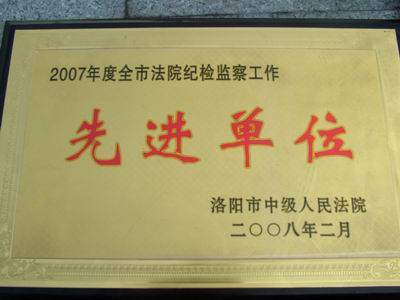 2007年度全市法院纪检监察工作
先进单位
洛阳市中级人民法院
二〇〇八年二月